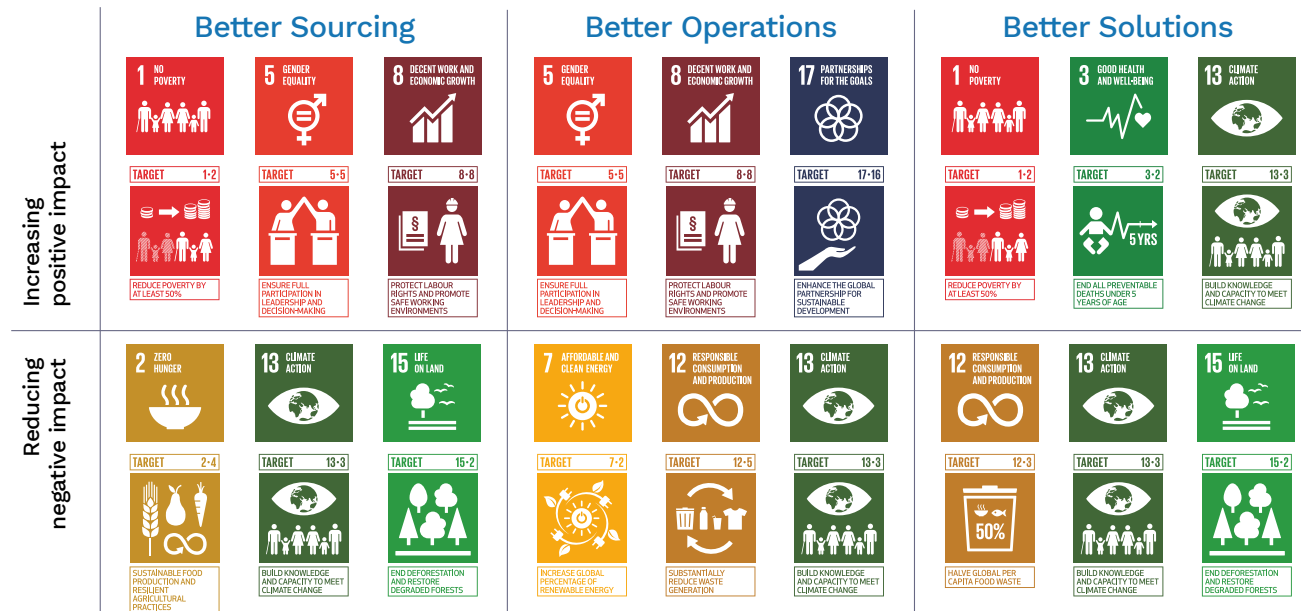 Better Sourcing
Better Operations
Better Solutions
Increasing
positive impact
1 NO
POVERTY
5 GENDER
EQUALITY
8 DECENT WORK AND
ECONOMIC GROWTH
5 GENDER
EQUALITY
8 DECENT WORK AND
ECONOMIC GROWTH
17 PARTNERSHIPS
FOR THE GOALS
1 NO
POVERTY
3 GOOD HEALTH
AND WELL-BEING
13 CLIMATE
ACTION
TARGET 1·2
TARGET 5·5
TARGET 8·8
TARGET 5·5
TARGET 8·8
TARGET 17·16
TARGET 1·2
TARGET 3·2
TARGET 13·3
§
§
5 YRS
REDUCE POVERTY BY
AT LEAST 50%
ENSURE FULL
PARTICIPATION IN
LEADERSHIP AND
DECISION-MAKING
PROTECT LABOUR
RIGHTS AND PROMOTE
SAFE WORKING
ENVIRONMENTS
ENSURE FULL
PARTICIPATION IN
LEADERSHIP AND
DECISION-MAKING
PROTECT LABOUR
RIGHTS AND PROMOTE
SAFE WORKING
ENVIRONMENTS
ENHANCE THE GLOBAL
PARTNERSHIP FOR
SUSTAINABLE
DEVELOPMENT
REDUCE POVERTY BY
AT LEAST 50%
END ALL PREVENTABLE
DEATHS UNDER 5
YEARS OF AGE
BUILD KNOWLEDGE
AND CAPACITY TO MEET
CLIMATE CHANGE
Reducing
negative impact
2 ZERO
HUNGER
13 CLIMATE
ACTION
15 LIFE
ON LAND
7 AFFORDABLE AND
CLEAN ENERGY
12 RESPONSIBLE
CONSUMPTION
AND PRODUCTION
13 CLIMATE
ACTION
12 RESPONSIBLE
CONSUMPTION
AND PRODUCTION
13 CLIMATE
ACTION
15 LIFE
ON LAND
TARGET 2·4
TARGET 13·3
TARGET 15·2
TARGET 7·2
TARGET 12·5
TARGET 13·3
TARGET 12·3
TARGET 13·3
TARGET 15·2
50%
SUSTAINABLE FOOD
PRODUCTION AND
RESILIENT
AGRICULTURAL
PRACTICES
BUILD KNOWLEDGE
AND CAPACITY TO MEET
CLIMATE CHANGE
END DEFORESTATION
AND RESTORE
DEGRADED FORESTS
INCREASE GLOBAL
PERCENTAGE OF
RENEWABLE ENERGY
SUBSTANTIALLY
REDUCE WASTE
GENERATION
BUILD KNOWLEDGE
AND CAPACITY TO MEET
CLIMATE CHANGE
HALVE GLOBAL PER
CAPITA FOOD WASTE
BUILD KNOWLEDGE
AND CAPACITY TO MEET
CLIMATE CHANGE
END DEFORESTATION
AND RESTORE
DEGRADED FORESTS